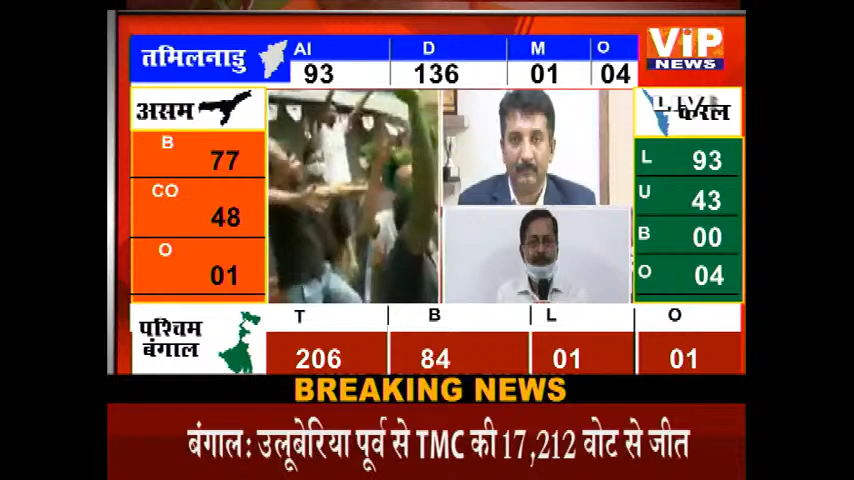 तमिलनाडु
AI D M O
93 136 01 04
ViP
NEWS
असम
B
77
CO
48
O
01
LIVE
केरल
L 93
U 43
B 00
O 04
पश्चिम
बंगाल
T B L O
206 84 01 01
BREAKING NEWS
बंगाल: उलूबेरिया पूर्व से TMC की 17,212 वोट से जीत